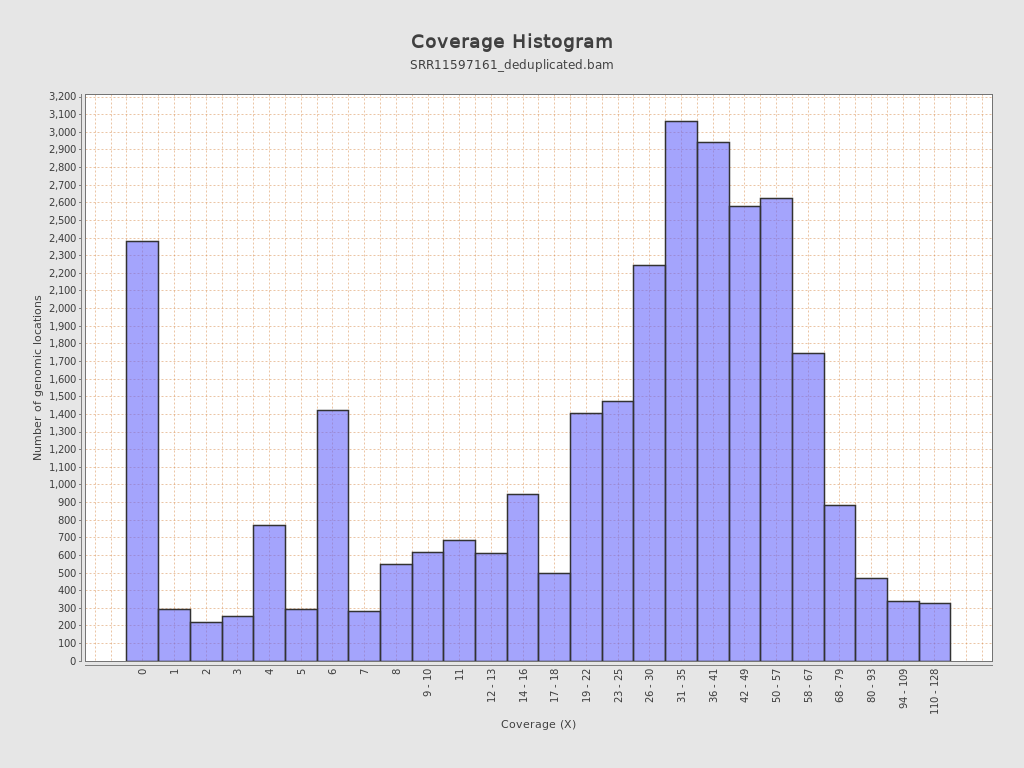 Coverage Histogram
SRR11597161_deduplicated.bam
3,200
3,100
3,000
2,900
2,800
2,700
2,600
2,500
2,400
2,300
2,200
2,100
2,000
1,900
1,800
1,700
1,600
1,500
1,400
1,300
1,200
1,100
1,000
900
800
700
600
500
400
300
200
100
0
Number of genomic locations
0
1
2
3
4
5
6
7
8
9 - 10
11
12 - 13
14 - 16
17 - 18
19 - 22
23 - 25
26 - 30
31 - 35
36 - 41
42 - 49
50 - 57
58 - 67
68 - 79
80 - 93
94 - 109
110 - 128
Coverage (X)